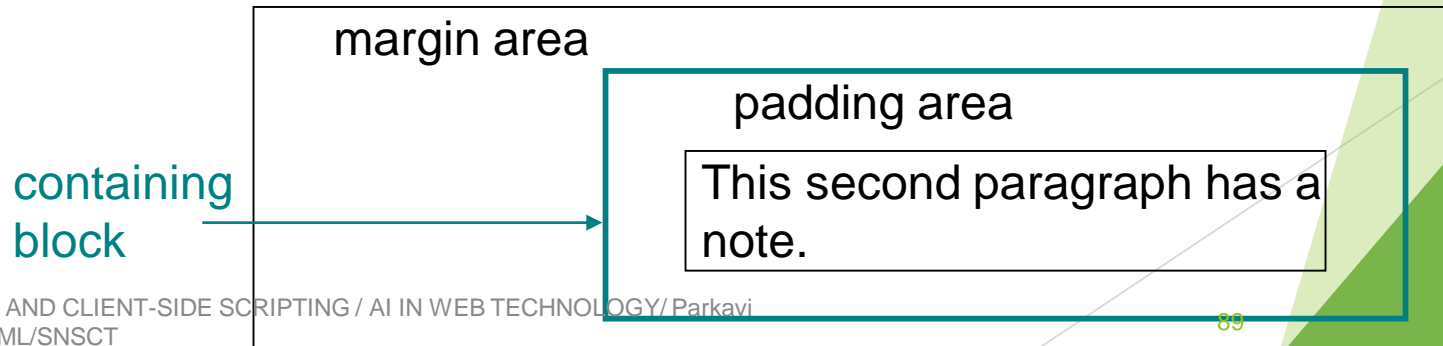 margin area
padding area
containing
block
This second paragraph has a
note.
AND CLIENT-SIDE SCRIPTING / AI IN WEB TECHNOLOGY/ Parkavi
ML/SNSCT
89